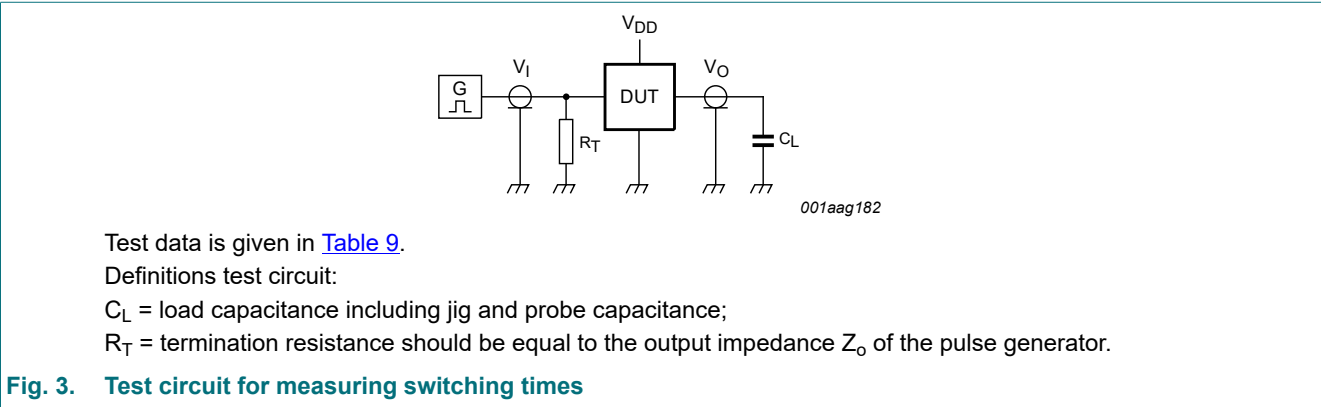 VDD
VI
VO
G
DUT
RT
CL
001aag182
Test data is given in Table 9.
Definitions test circuit:
CL = load capacitance including jig and probe capacitance;
RT = termination resistance should be equal to the output impedance Zo of the pulse generator.
Fig. 3. Test circuit for measuring switching times